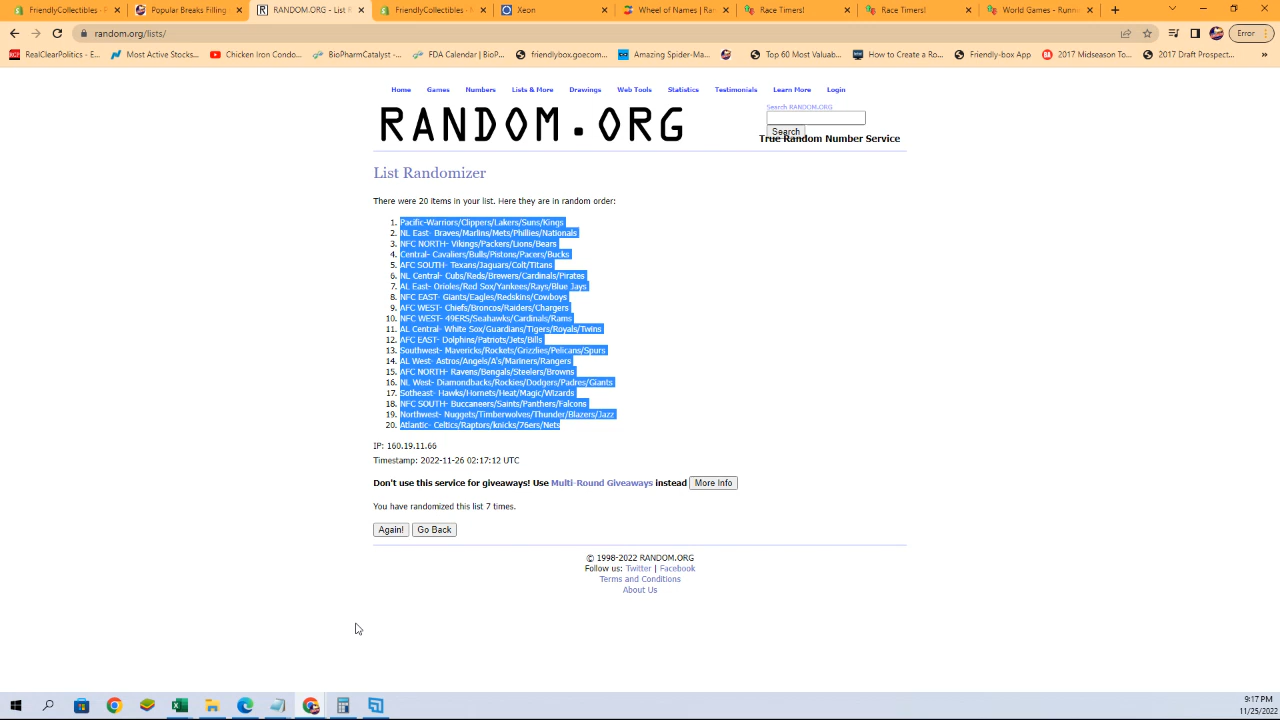 FriendlyCollectibles - F
Popular Breaks Filling
RANDOM.ORG - List F
FriendlyCollectibles · S
Xeon
Wheel of Names | Ran
Race Timers!
Race Timers!
World Games - Runne
random.org/lists/
Error
RealClearPolitics - E...
Most Active Stocks...
Chicken Iron Condo...
BioPharmCatalyst -...
FDA Calendar | BioP...
friendlybox.goecom...
Amazing Spider-Ma...
Top 60 Most Valuab...
How to Create a Ro...
Friendly-box App
2017 Midseason To...
2017 Draft Prospect...
»
Home Games Numbers Lists & More Drawings Web Tools Statistics Testimonials Learn More Login
RANDOM.ORG
Search RANDOM.ORG
Search
True Random Number Service
List Randomizer
There were 20 items in your list. Here they are in random order:
1. Pacific-Warriors/Clippers/Lakers/Suns/Kings
2. NL East- Braves/Marlins/Mets/Phillies/Nationals
3. NFC NORTH- Vikings/Packers/Lions/Bears
4. Central- Cavaliers/Bulls/Pistons/Pacers/Bucks
5. AFC SOUTH- Texans/Jaguars/Colt/Titans
6. NL Central- Cubs/Reds/Brewers/Cardinals/Pirates
7. AL East- Orioles/Red Sox/Yankees/Rays/Blue Jays
8. NFC EAST- Giants/Eagles/Redskins/Cowboys
9. AFC WEST- Chiefs/Broncos/Raiders/Chargers
10. NFC WEST- 49ERS/Seahawks/Cardinals/Rams
11. AL Central- White Sox/Guardians/Tigers/Royals/Twins
12. AFC EAST- Dolphins/Patriots/Jets/Bills
13. Southwest- Mavericks/Rockets/Grizzlies/Pelicans/Spurs
14. AL West- Astros/Angels/A's/Mariners/Rangers
15. AFC NORTH- Ravens/Bengals/Steelers/Browns
16. NL West- Diamondbacks/Rockies/Dodgers/Padres/Giants
17. Sotheast- Hawks/Hornets/Heat/Magic/Wizards
18. NFC SOUTH- Buccaneers/Saints/Panthers/Falcons
19. Northwest- Nuggets/Timberwolves/Thunder/Blazers/Jazz
20. Atlantic- Celtics/Raptors/knicks/76ers/Nets
IP: 160.19.11.66
Timestamp: 2022-11-26 02:17:12 UTC
Don't use this service for giveaways! Use Multi-Round Giveaways instead More Info
You have randomized this list 7 times.
Again! Go Back
© 1998-2022 RANDOM.ORG
Follow us: Twitter | Facebook
Terms and Conditions
About Us
9:17 PM
11/25/2022